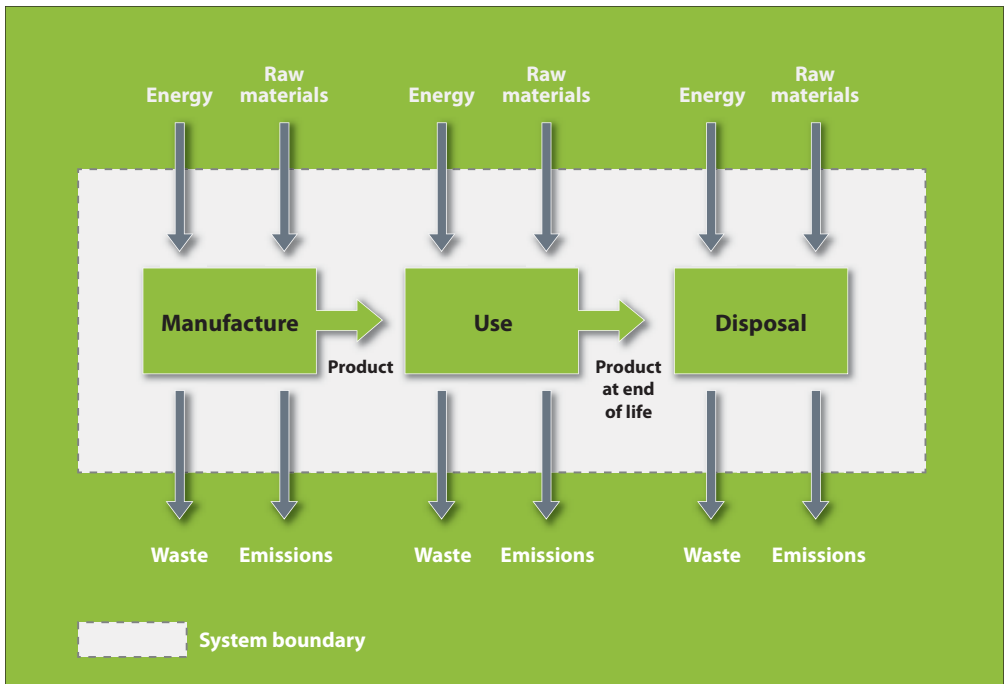 Energy
Raw
materials
Energy
Raw
materials
Energy
Raw
materials
Manufacture
Product
Use
Product
at end
of life
Disposal
Waste
Emissions
Waste
Emissions
Waste
Emissions
System boundary